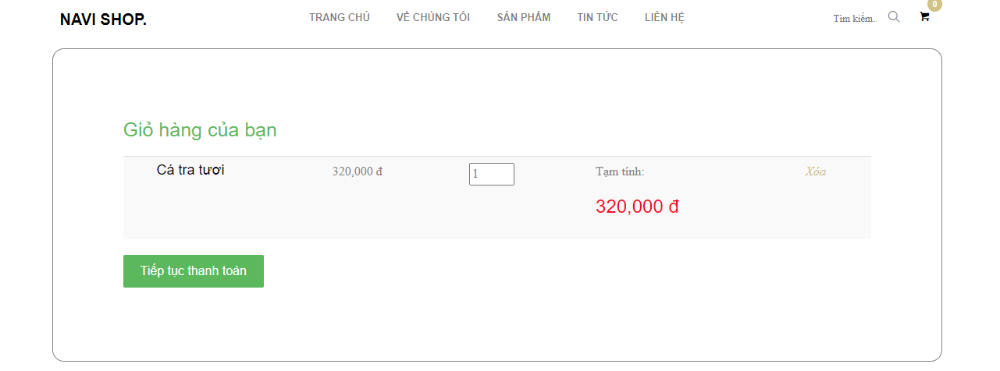 NAVI SHOP.
TRANG CHỦ VỀ CHÚNG TÔI SẢN PHẨM TIN TỨC LIÊN HỆ
Tìm kiếm..
0
Giỏ hàng của bạn
Cá tra tươi 320,000 đ 1 Tạm tính: Xóa
320,000 đ
Tiếp tục thanh toán